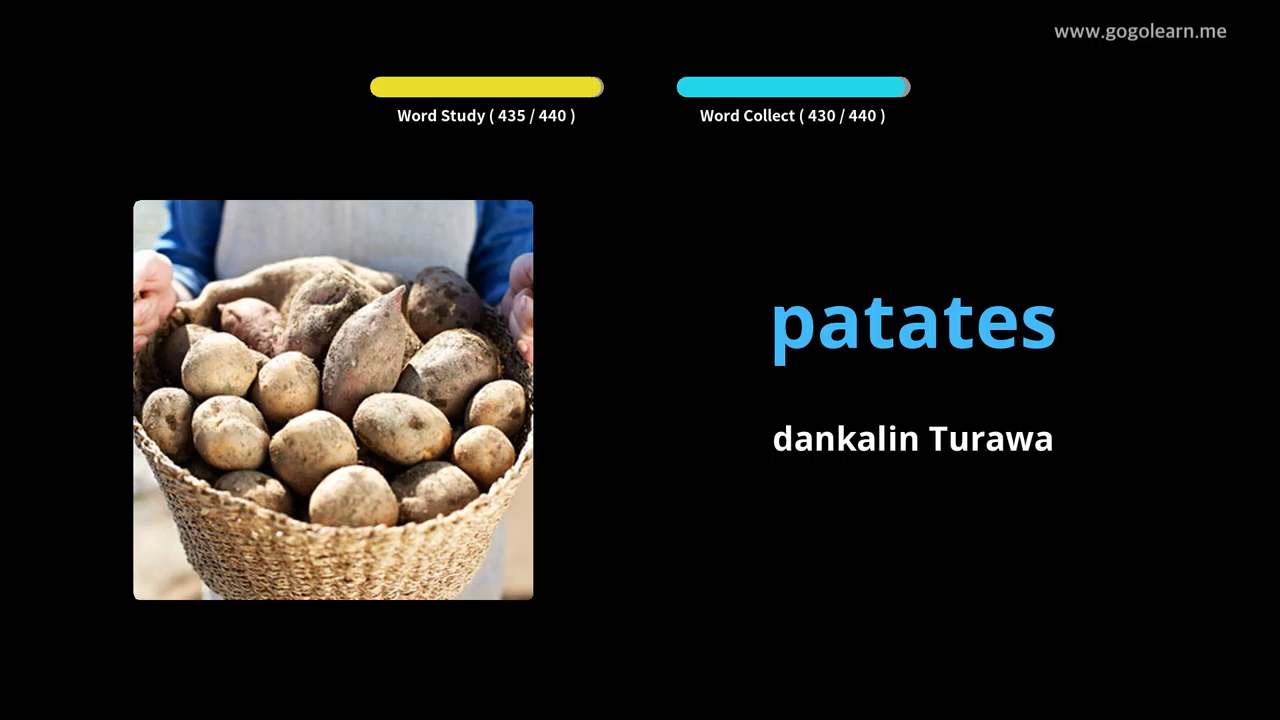 www.gogolearn.me
Word Study ( 435 / 440 )
Word Collect ( 430 / 440 )
patates
dankalin Turawa